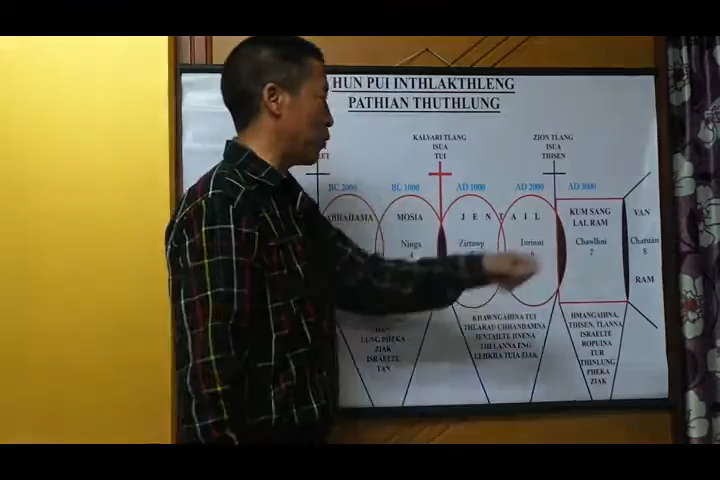 HUN PUI INTHLAKTHLENG
PATHIAN THUTHLUNG
KALVARI TLANG
ISUA
TUI
ZION TLANG
ISUA
THISEN
BC 2000
BC 1000
AD 1000
AD 2000
AD 3000
ABRAHAMA
MOSIA
JENTAIL
KUM SANG
LAL RAM
VAN
Ninga
4
Zirtawp
Inrinni
6
Chawlhni
7
Chatuan
8
RAM
LUNG PHEKA
ZIAK
ISRAELTE
TAN
KHAWNGAIHNA TUI
THLARAU CHHANDAMNA
JENTAILTE HNENA
THLANNA ENG
LEHKHA TUIA ZIAK
HMANGAIHNA,
THISEN, TLANNA
ISRAELTE
ROPUINA
TUR
THINLUNG
PHEKA
ZIAK